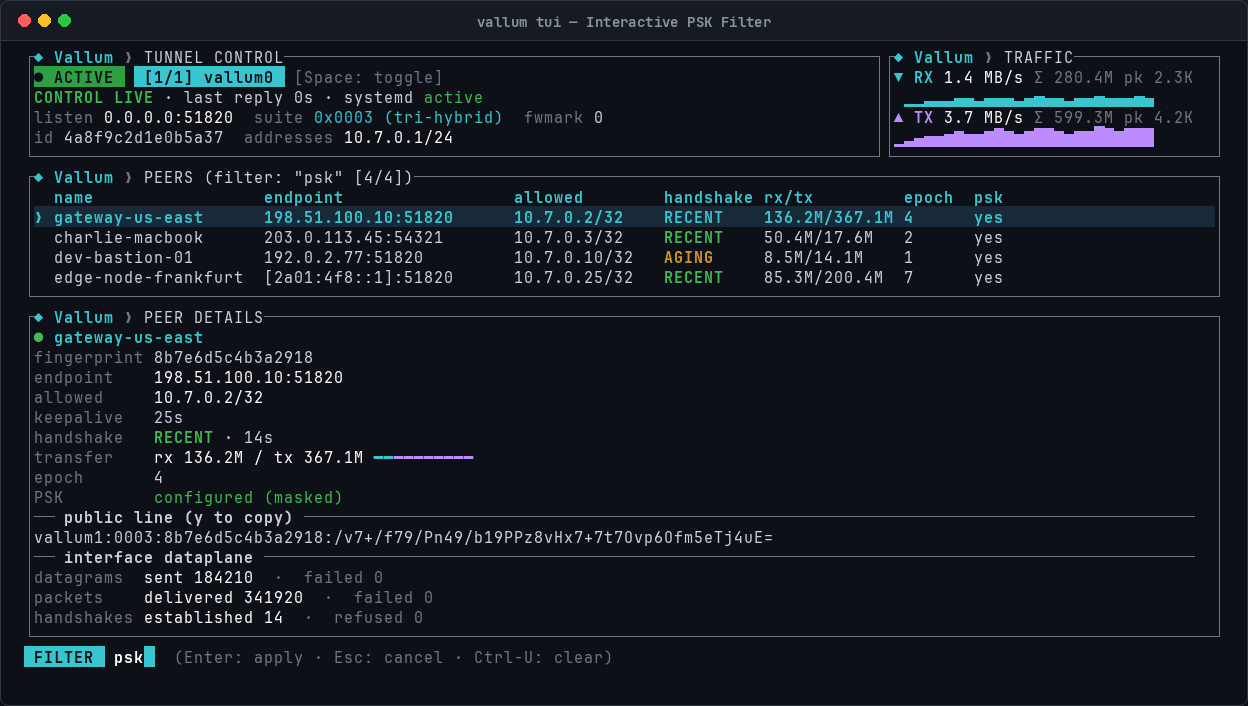 vallum tui — Interactive PSK Filter
◆ Vallum ❯ TUNNEL CONTROL
● ACTIVE [1/1] vallum0 [Space: toggle]
CONTROL LIVE · last reply 0s · systemd active
listen 0.0.0.0:51820 suite 0x0003 (tri-hybrid) fwmark 0
id 4a8f9c2d1e0b5a37 addresses 10.7.0.1/24
◆ Vallum ❯ TRAFFIC
▼ RX 1.4 MB/s Σ 280.4M pk 2.3K
▲ TX 3.7 MB/s Σ 599.3M pk 4.2K
◆ Vallum ❯ PEERS (filter: "psk" [4/4])
name endpoint allowed handshake rx/tx epoch psk
❯ gateway-us-east 198.51.100.10:51820 10.7.0.2/32 RECENT 136.2M/367.1M 4 yes
charlie-macbook 203.0.113.45:54321 10.7.0.3/32 RECENT 50.4M/17.6M 2 yes
dev-bastion-01 192.0.2.77:51820 10.7.0.10/32 AGING 8.5M/14.1M 1 yes
edge-node-frankfurt [2a01:4f8::1]:51820 10.7.0.25/32 RECENT 85.3M/200.4M 7 yes
◆ Vallum ❯ PEER DETAILS
● gateway-us-east
fingerprint 8b7e6d5c4b3a2918
endpoint 198.51.100.10:51820
allowed 10.7.0.2/32
keepalive 25s
handshake RECENT · 14s
transfer rx 136.2M / tx 367.1M
epoch 4
PSK configured (masked)
public line (y to copy)
vallum1:0003:8b7e6d5c4b3a2918:/v7+/f79/Pn49/b19PPz8vHx7+7t7Ovp6Ofm5eTj4uE=
interface dataplane
datagrams sent 184210 · failed 0
packets delivered 341920 · failed 0
handshakes established 14 · refused 0
FILTER psk (Enter: apply · Esc: cancel · Ctrl-U: clear)